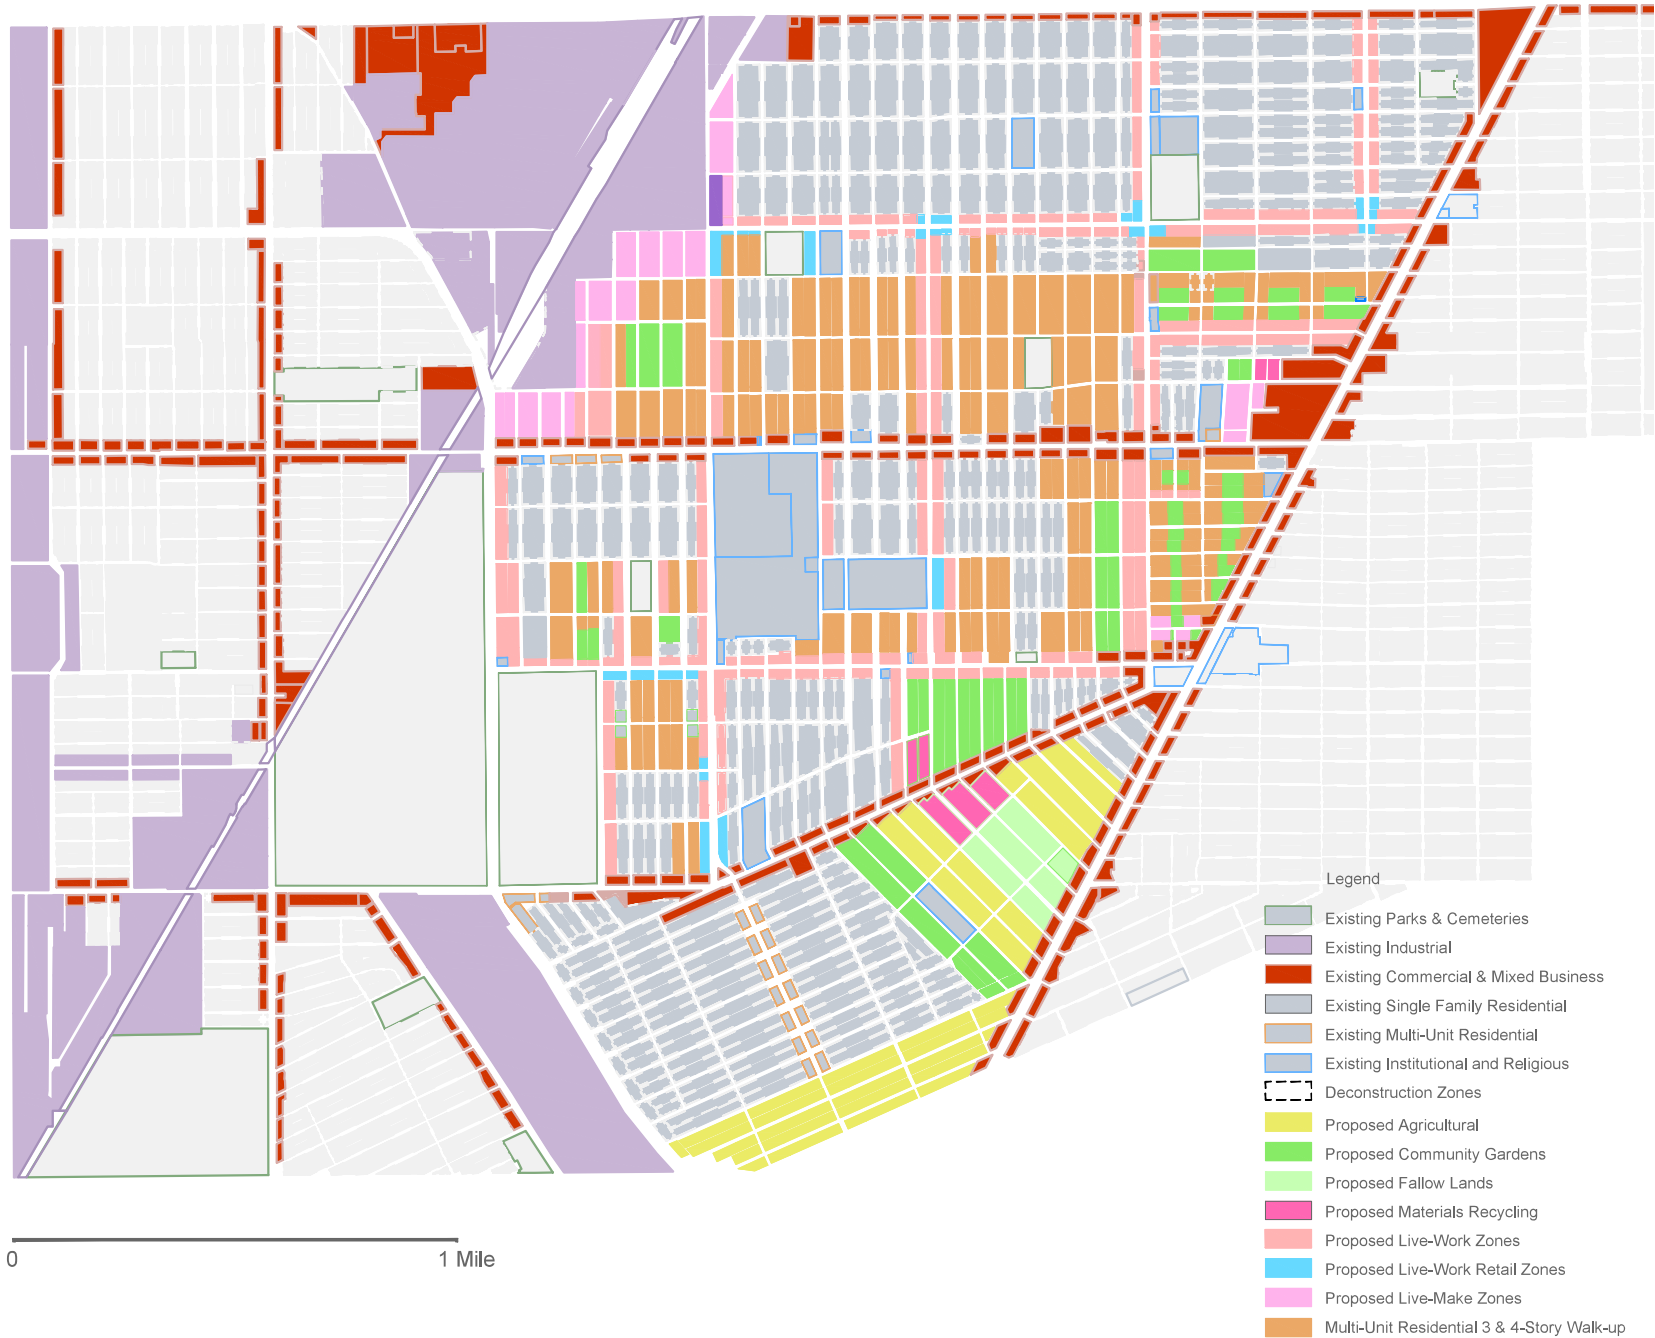 Legend
Existing Parks & Cemeteries
Existing Industrial
Existing Commercial & Mixed Business
Existing Single Family Residential
Existing Multi-Unit Residential
Existing Institutional and Religious
Deconstruction Zones
Proposed Agricultural
Proposed Community Gardens
Proposed Fallow Lands
Proposed Materials Recycling
Proposed Live-Work Zones
Proposed Live-Work Retail Zones
Proposed Live-Make Zones
Multi-Unit Residential 3 & 4-Story Walk-up
0 1 Mile